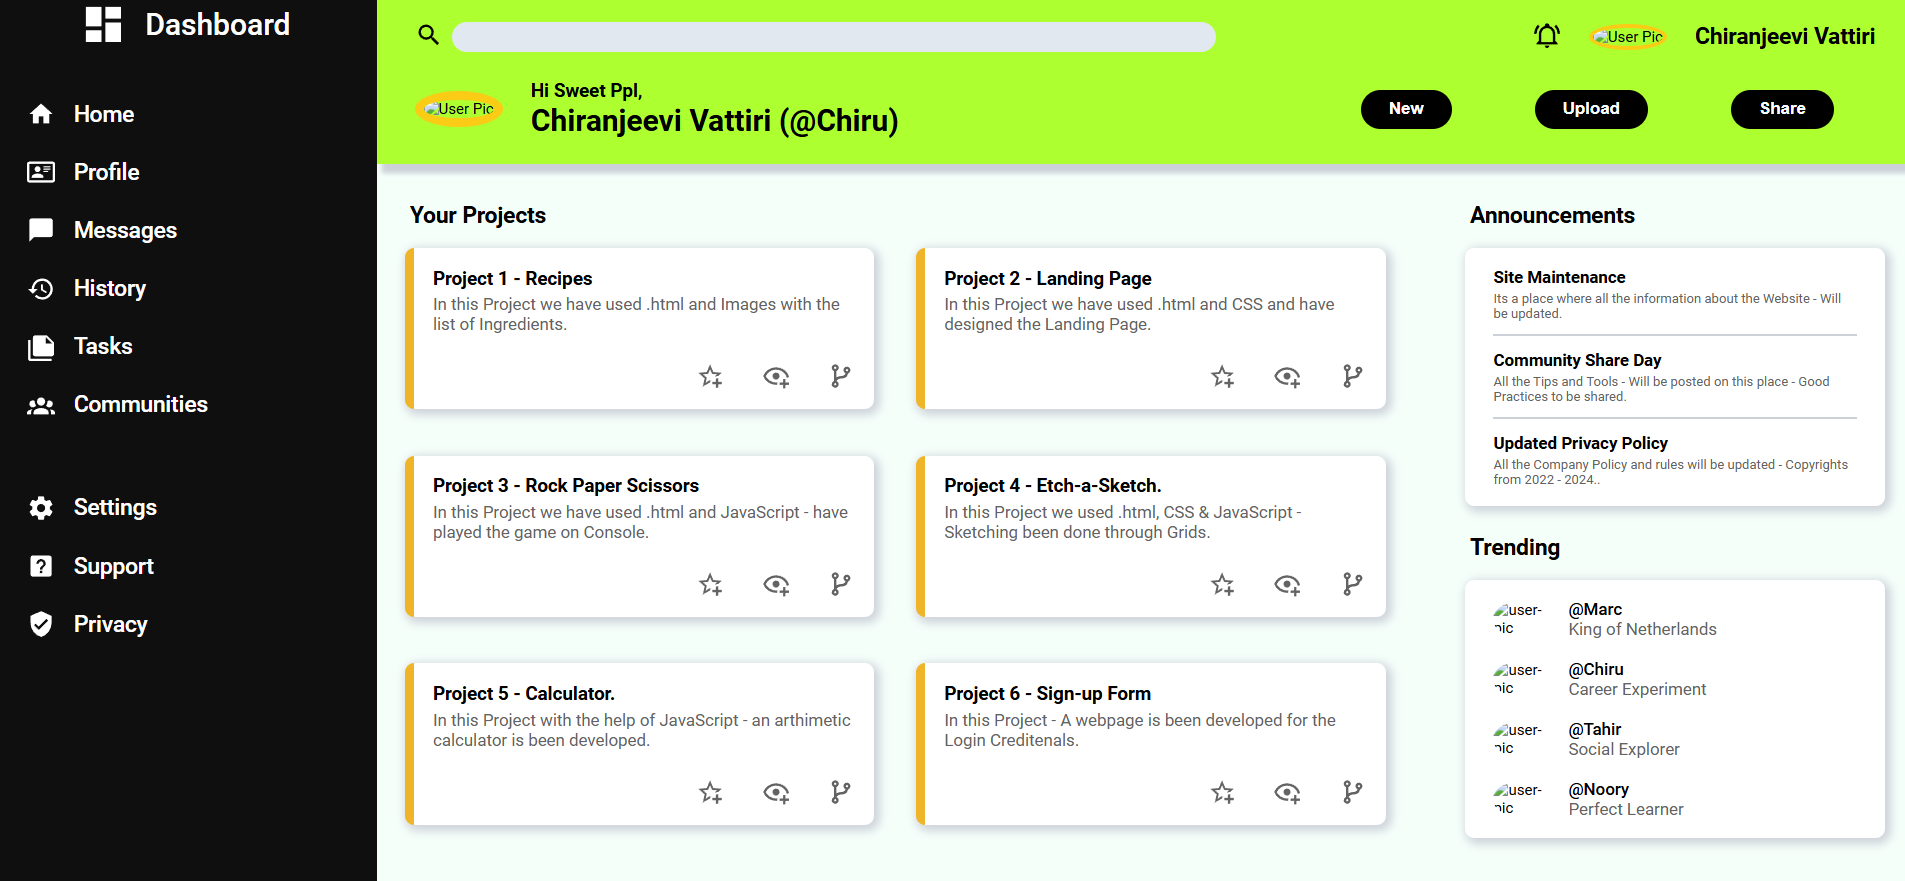 Dashboard
Home
Profile
Messages
History
Tasks
Communities
Settings
Support
Privacy
User Pic
Chiranjeevi Vattiri
User Pic
Hi Sweet Ppl,
Chiranjeevi Vattiri (@Chiru)
New
Upload
Share
Your Projects
Project 1 - Recipes
In this Project we have used .html and Images with the
list of Ingredients.
Project 2 - Landing Page
In this Project we have used .html and CSS and have
designed the Landing Page.
Project 3 - Rock Paper Scissors
In this Project we have used .html and JavaScript - have
played the game on Console.
Project 4 - Etch-a-Sketch.
In this Project we used .html, CSS & JavaScript -
Sketching been done through Grids.
Project 5 - Calculator.
In this Project with the help of JavaScript - an arthimetic
calculator is been developed.
Project 6 - Sign-up Form
In this Project - A webpage is been developed for the
Login Creditenals.
Announcements
Site Maintenance
Its a place where all the information about the Website - Will
be updated.
Community Share Day
All the Tips and Tools - Will be posted on this place - Good
Practices to be shared.
Updated Privacy Policy
All the Company Policy and rules will be updated - Copyrights
from 2022 - 2024..
Trending
user-
pic
@Marc
King of Netherlands
user-
pic
@Chiru
Career Experiment
user-
pic
@Tahir
Social Explorer
user-
pic
@Noory
Perfect Learner